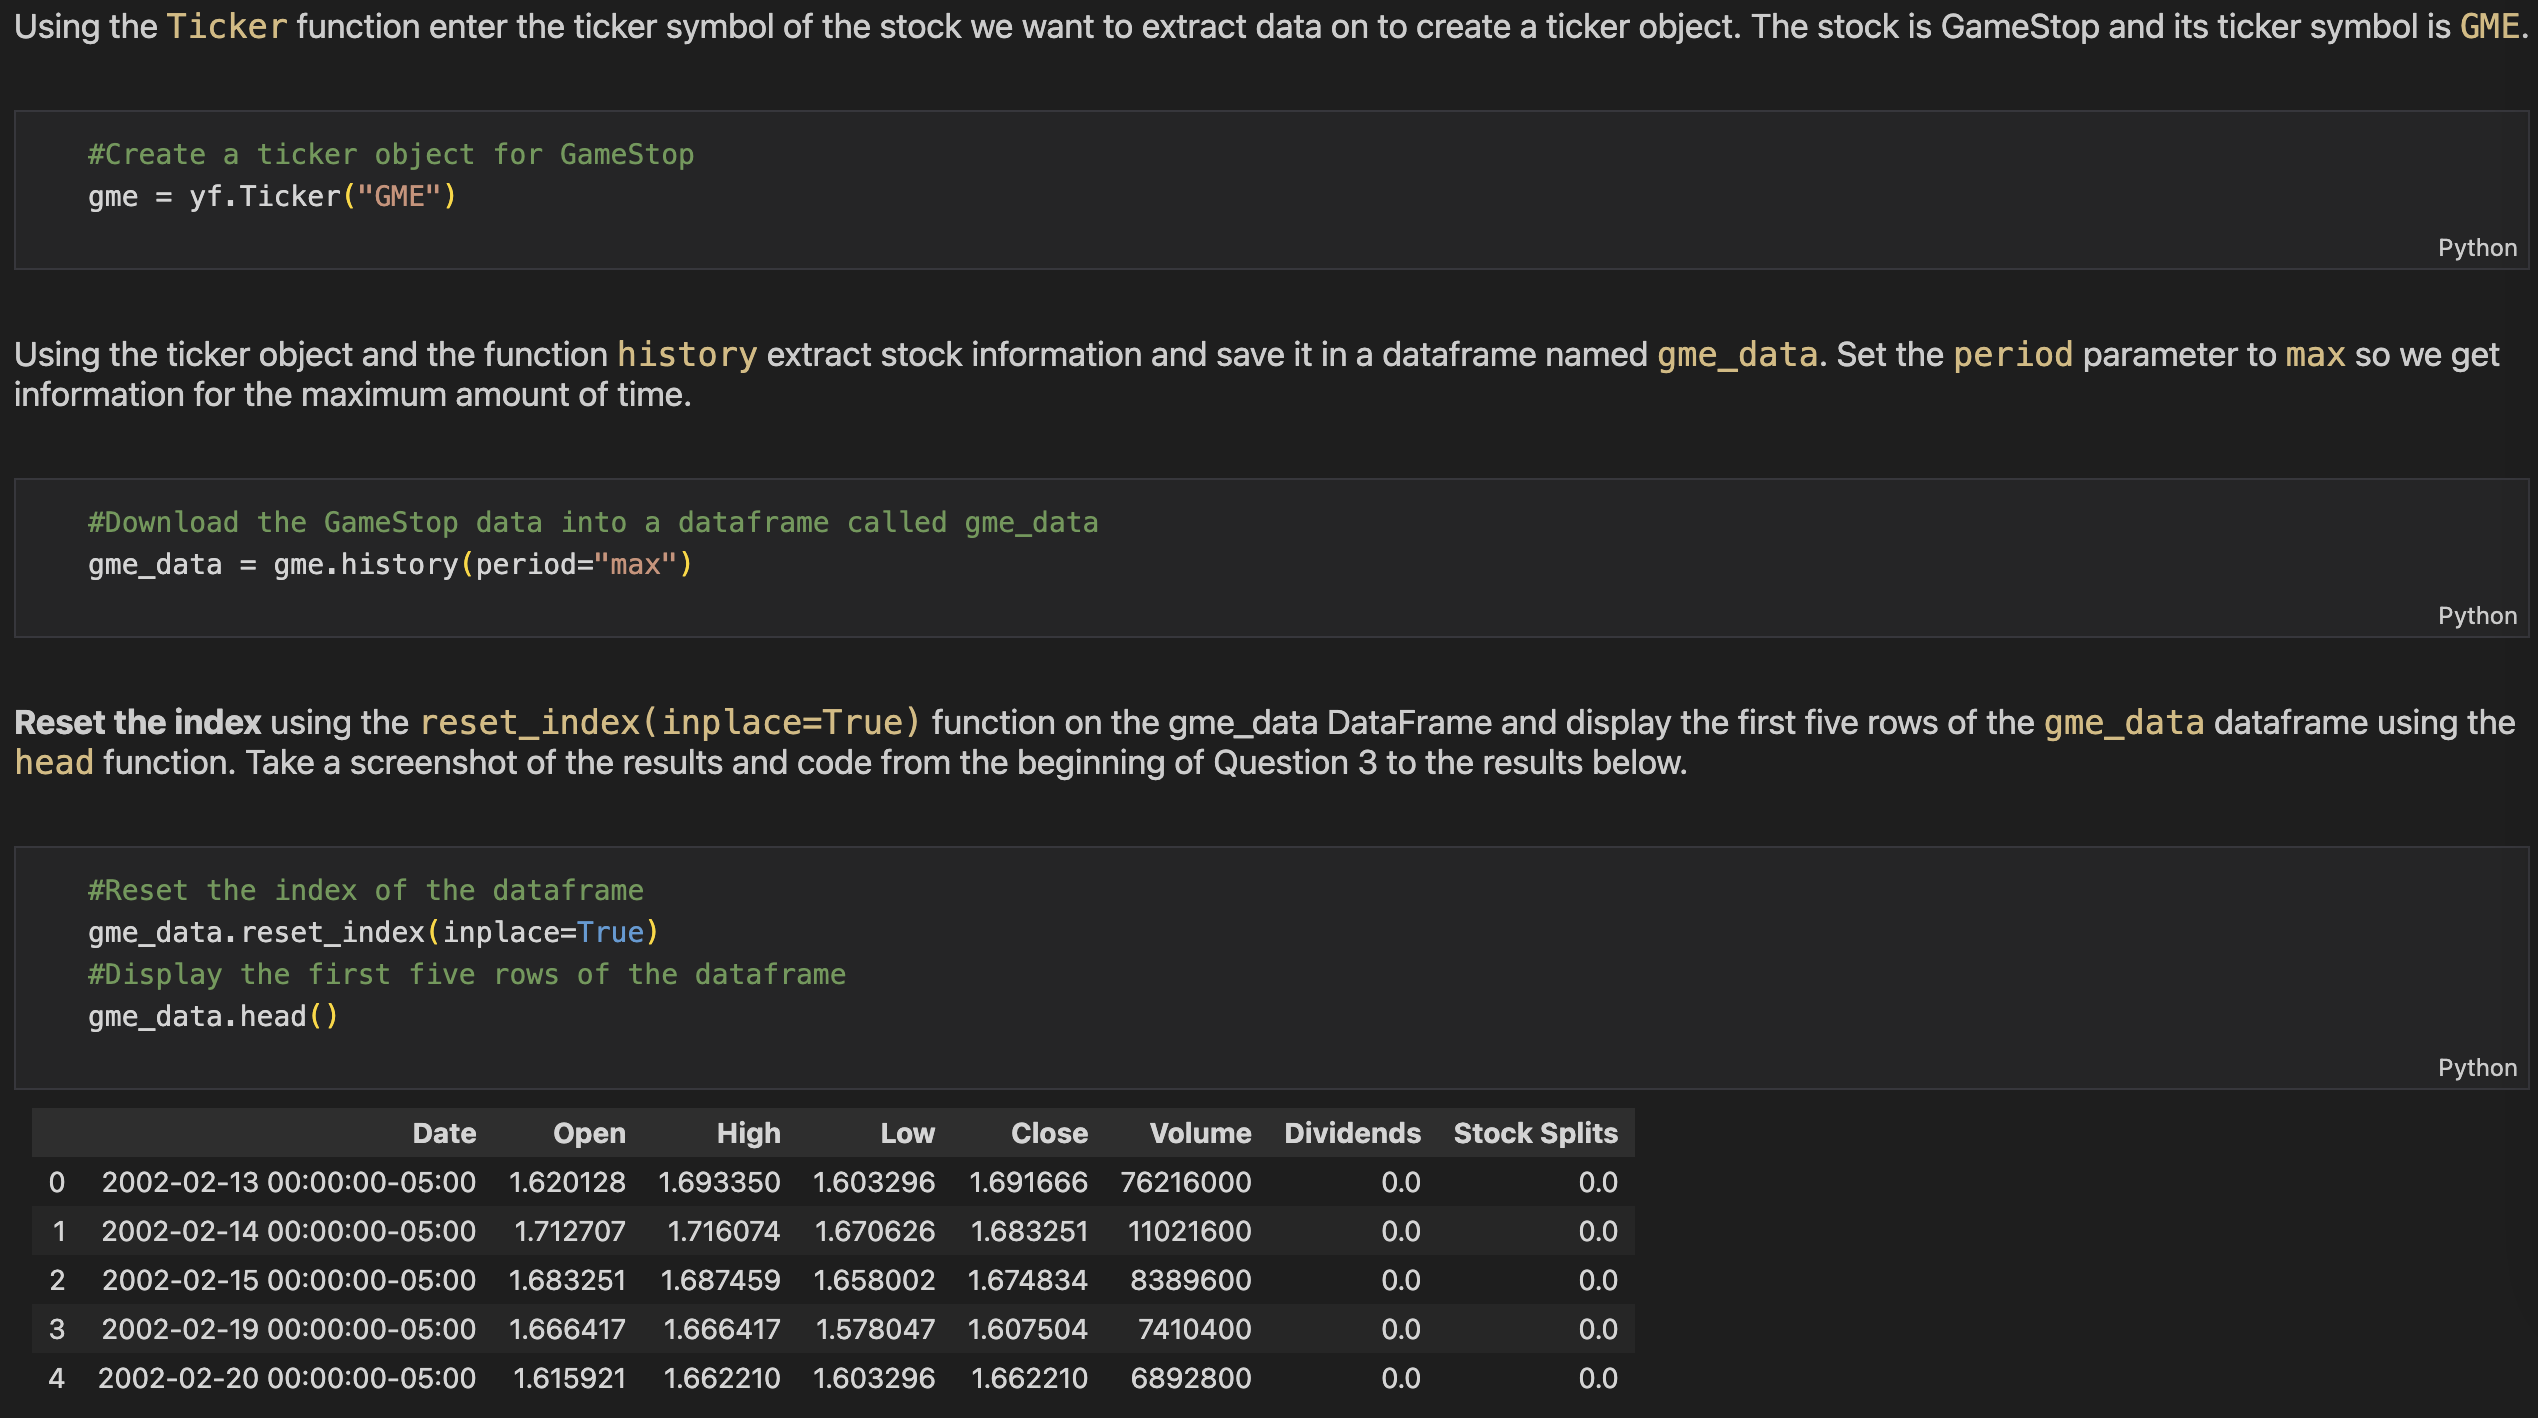 Using the Ticker function enter the ticker symbol of the stock we want to extract data on to create a ticker object. The stock is GameStop and its ticker symbol is GME.
#Create a ticker object for GameStop
gme = yf.Ticker("GME")
Python
Using the ticker object and the function history extract stock information and save it in a dataframe named gme_data. Set the period parameter to max so we get
information for the maximum amount of time.
#Download the GameStop data into a dataframe called gme_data
gme_data = gme.history(period="max")
Python
Reset the index using the reset_index(inplace=True) function on the gme_data DataFrame and display the first five rows of the gme_data dataframe using the
head function. Take a screenshot of the results and code from the beginning of Question 3 to the results below.
#Reset the index of the dataframe
gme_data.reset_index(inplace=True)
#Display the first five rows of the dataframe
gme_data.head()
Python
Date Open High Low Close Volume Dividends Stock Splits
0 2002-02-13 00:00:00-05:00 1.620128 1.693350 1.603296 1.691666 76216000 0.0 0.0
1 2002-02-14 00:00:00-05:00 1.712707 1.716074 1.670626 1.683251 11021600 0.0 0.0
2 2002-02-15 00:00:00-05:00 1.683251 1.687459 1.658002 1.674834 8389600 0.0 0.0
3 2002-02-19 00:00:00-05:00 1.666417 1.666417 1.578047 1.607504 7410400 0.0 0.0
4 2002-02-20 00:00:00-05:00 1.615921 1.662210 1.603296 1.662210 6892800 0.0 0.0